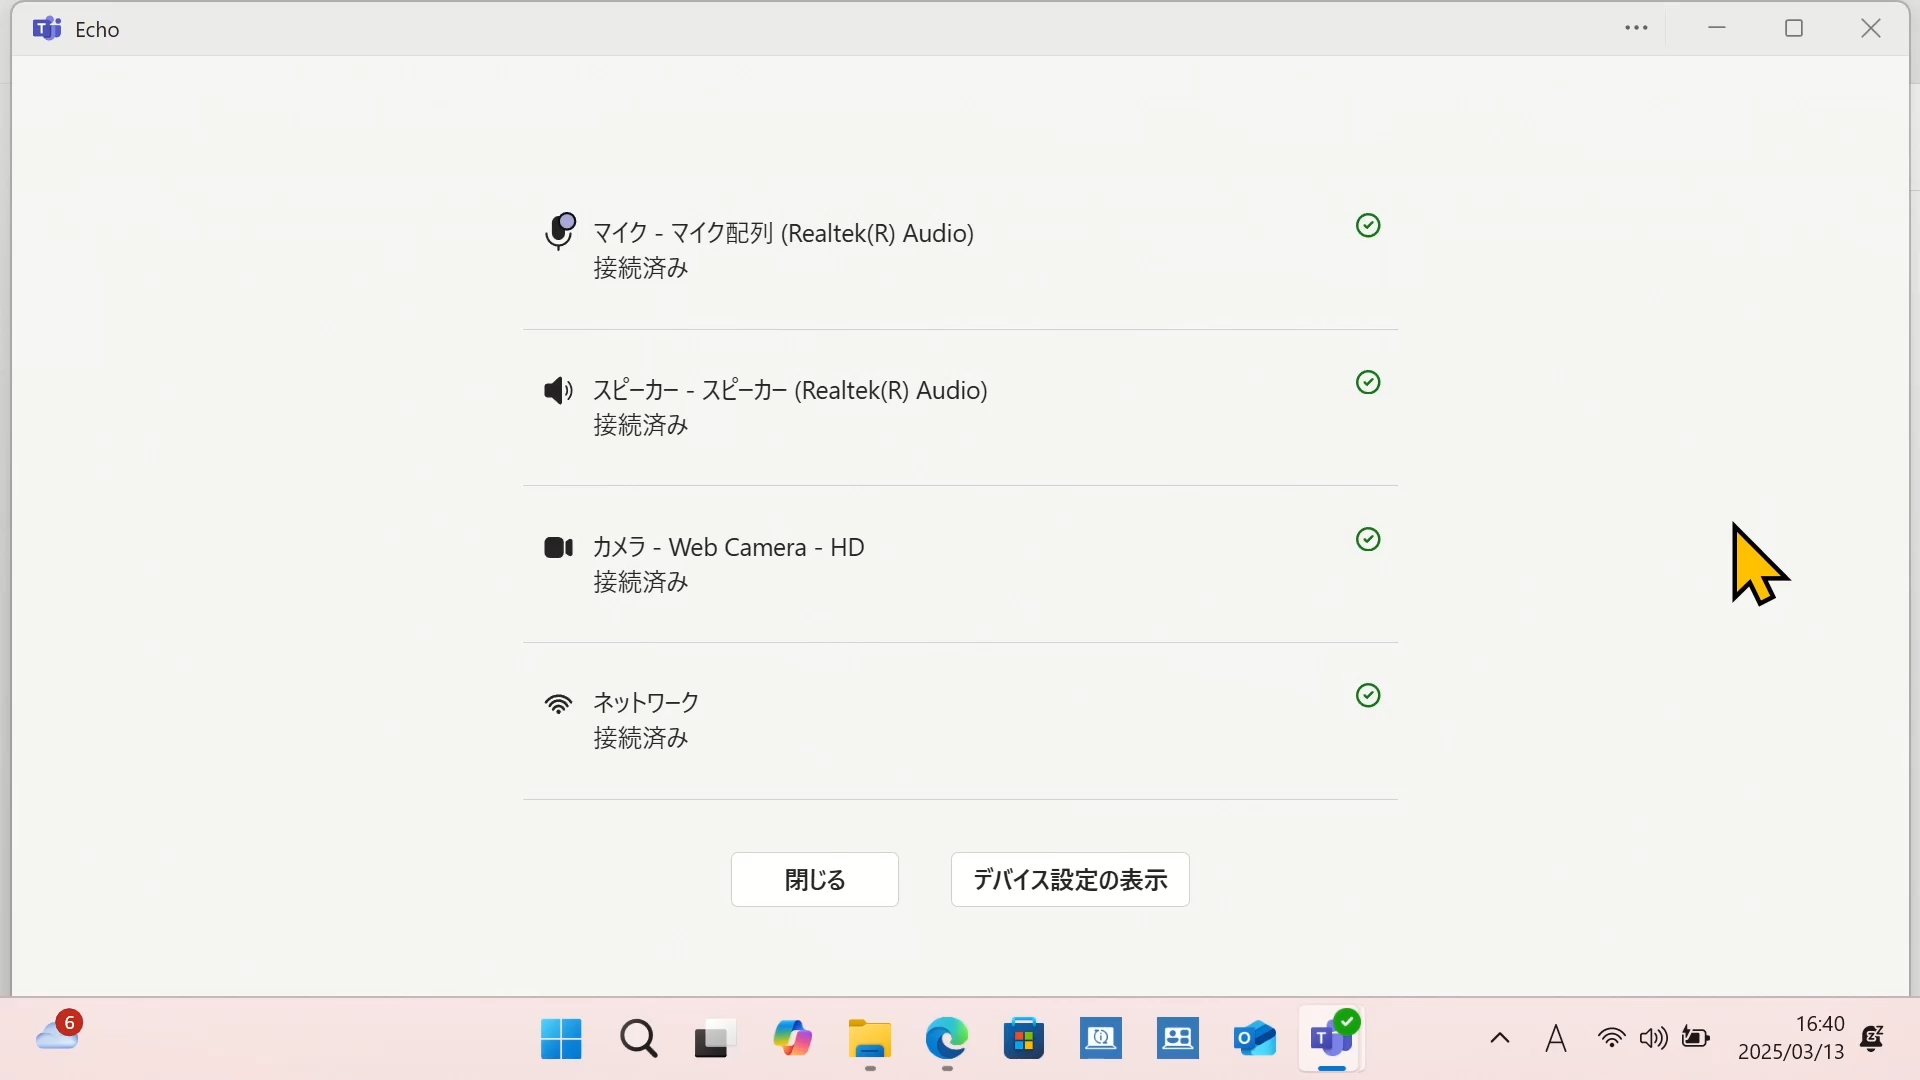 Echo
マイク - マイク配列 (Realtek(R) Audio)
接続済み
スピーカー - スピーカー (Realtek(R) Audio)
接続済み
カメラ - Web Camera - HD
接続済み
ネットワーク
接続済み
閉じる
デバイス設定の表示
6
A
16:40
2025/03/13